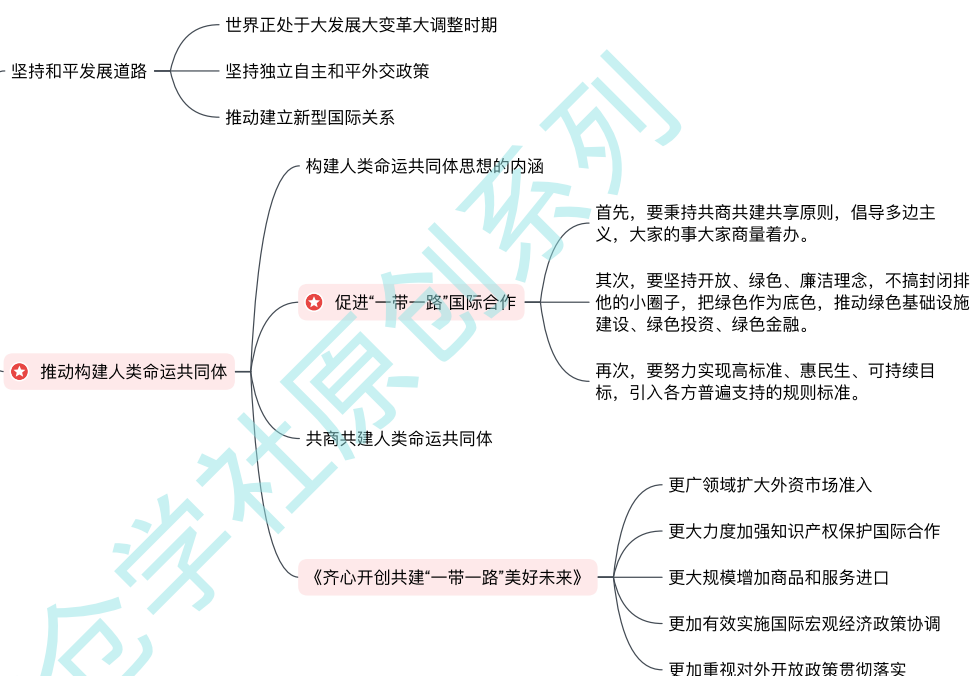 坚持和平发展道路
世界正处于大发展大变革大调整时期
坚持独立自主和平外交政策
推动建立新型国际关系
推动构建人类命运共同体
构建人类命运共同体思想的内涵
促进“一带一路”国际合作
首先，要秉持共商共建共享原则，倡导多边主
义，大家的事大家商量着办。
其次，要坚持开放、绿色、廉洁理念，不搞封闭排
他的小圈子，把绿色作为底色，推动绿色基础设施
建设、绿色投资、绿色金融。
再次，要努力实现高标准、惠民生、可持续目
标，引入各方普遍支持的规则标准。
共商共建人类命运共同体
《齐心开创共建“一带一路”美好未来》
更广领域扩大外资市场准入
更大力度加强知识产权保护国际合作
更大规模增加商品和服务进口
更加有效实施国际宏观经济政策协调
更加重视对外开放政策贯彻落实
仓学社原创系列